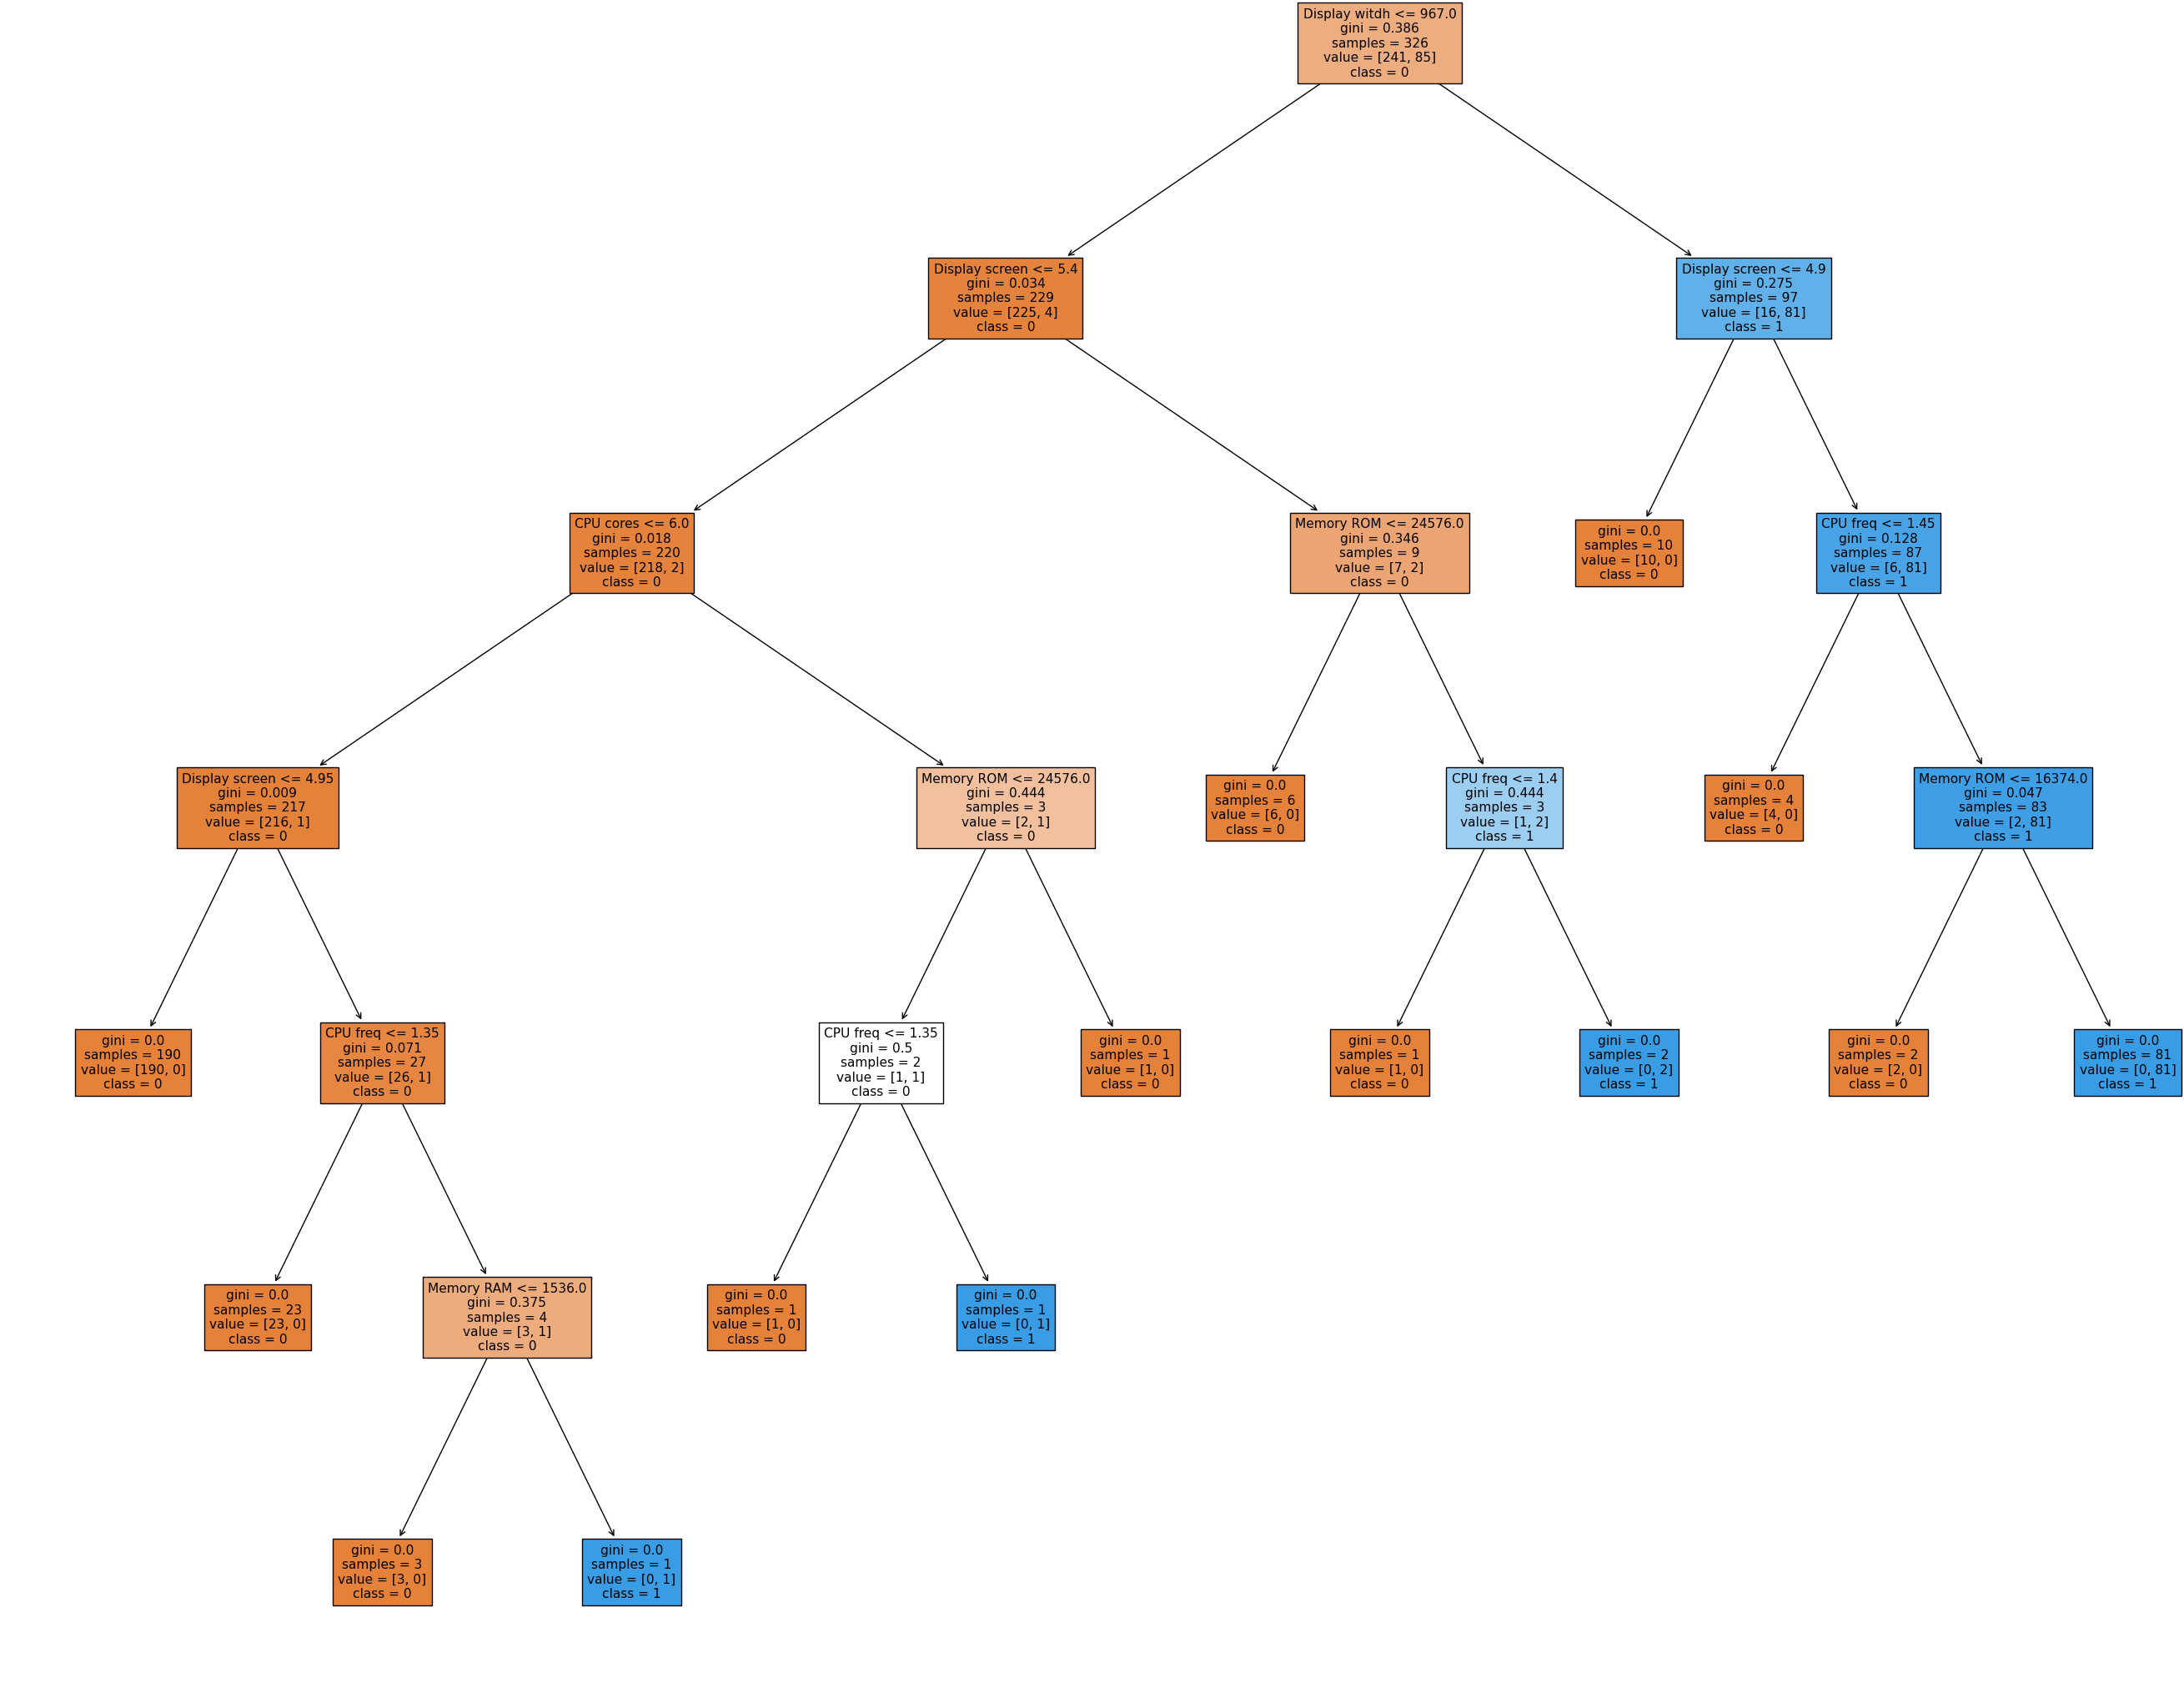 Display witdh <= 967.0
gini = 0.386
samples = 326
value = [241, 85]
class = 0
Display screen <= 5.4
gini = 0.034
samples = 229
value = [225, 4]
class = 0
Display screen <= 4.9
gini = 0.275
samples = 97
value = [16, 81]
class = 1
CPU cores <= 6.0
gini = 0.018
samples = 220
value = [218, 2]
class = 0
Memory ROM <= 24576.0
gini = 0.346
samples = 9
value = [7, 2]
class = 0
gini = 0.0
samples = 10
value = [10, 0]
class = 0
CPU freq <= 1.45
gini = 0.128
samples = 87
value = [6, 81]
class = 1
Display screen <= 4.95
gini = 0.009
samples = 217
value = [216, 1]
class = 0
Memory ROM <= 24576.0
gini = 0.444
samples = 3
value = [2, 1]
class = 0
gini = 0.0
samples = 6
value = [6, 0]
class = 0
CPU freq <= 1.4
gini = 0.444
samples = 3
value = [1, 2]
class = 1
gini = 0.0
samples = 4
value = [4, 0]
class = 0
Memory ROM <= 16374.0
gini = 0.047
samples = 83
value = [2, 81]
class = 1
gini = 0.0
samples = 190
value = [190, 0]
class = 0
CPU freq <= 1.35
gini = 0.071
samples = 27
value = [26, 1]
class = 0
CPU freq <= 1.35
gini = 0.5
samples = 2
value = [1, 1]
class = 0
gini = 0.0
samples = 1
value = [1, 0]
class = 0
gini = 0.0
samples = 1
value = [1, 0]
class = 0
gini = 0.0
samples = 2
value = [0, 2]
class = 1
gini = 0.0
samples = 2
value = [2, 0]
class = 0
gini = 0.0
samples = 81
value = [0, 81]
class = 1
gini = 0.0
samples = 23
value = [23, 0]
class = 0
Memory RAM <= 1536.0
gini = 0.375
samples = 4
value = [3, 1]
class = 0
gini = 0.0
samples = 1
value = [1, 0]
class = 0
gini = 0.0
samples = 1
value = [0, 1]
class = 1
gini = 0.0
samples = 3
value = [3, 0]
class = 0
gini = 0.0
samples = 1
value = [0, 1]
class = 1